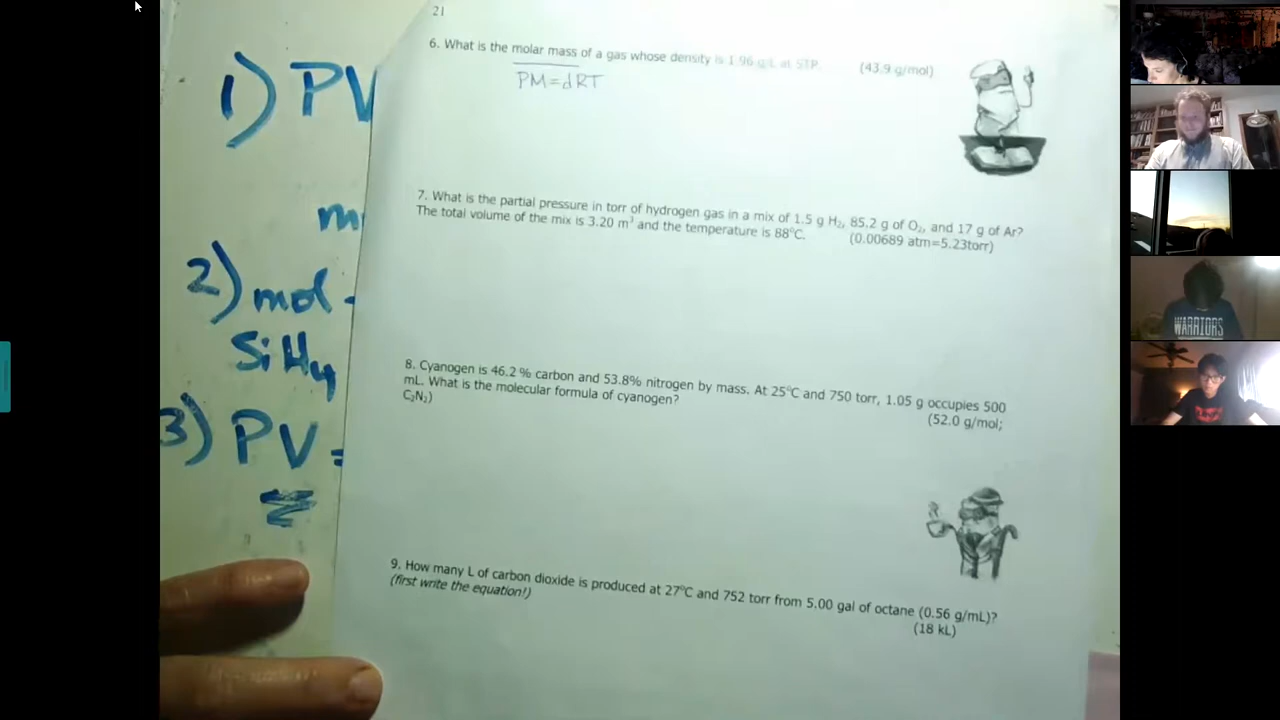 21
6. What is the molar mass of a gas whose density is 1.96 g/L at STP. (43.9 g/mol)
PM=dRT
7. What is the partial pressure in torr of hydrogen gas in a mix of 1.5 g H₂, 85.2 g of O₂, and 17 g of Ar?
The total volume of the mix is 3.20 m³ and the temperature is 88°C. (0.00689 atm=5.23torr)
8. Cyanogen is 46.2 % carbon and 53.8% nitrogen by mass. At 25°C and 750 torr, 1.05 g occupies 500
mL. What is the molecular formula of cyanogen? (52.0 g/mol;
C₂N₂)
9. How many L of carbon dioxide is produced at 27°C and 752 torr from 5.00 gal of octane (0.56 g/mL)?
(first write the equation!) (18 kL)
1) PV
m
2) mol -
SiH₄
3) PV =
WARRIORS